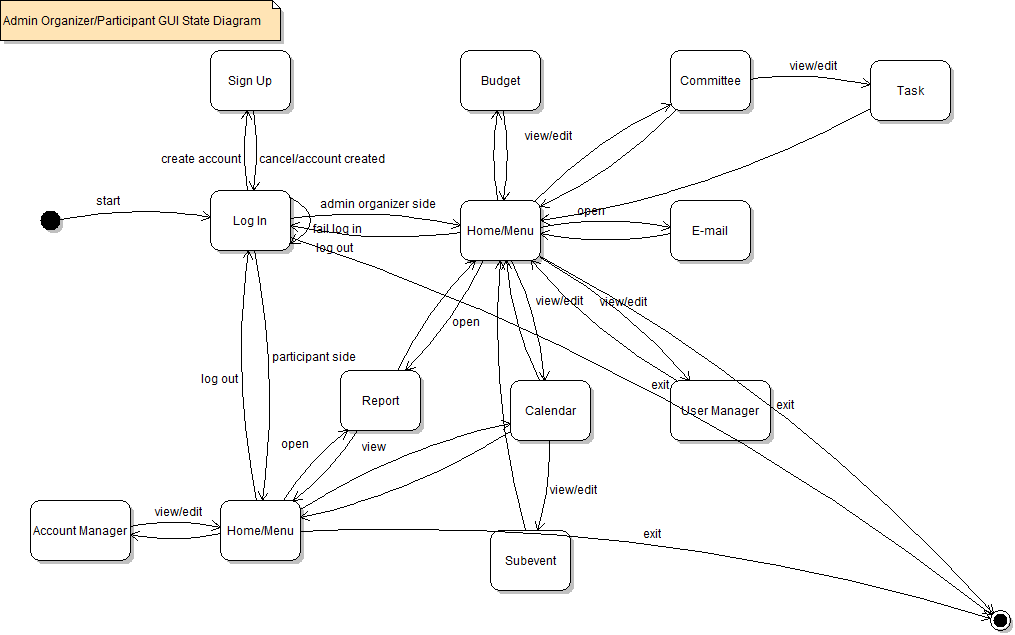 Admin Organizer/Participant GUI State Diagram
Sign Up
Budget
Committee
view/edit
Task
view/edit
create account
cancel/account created
start
admin organizer side
open
Log In
fail log in
Home/Menu
E-mail
log out
view/edit
view/edit
open
participant side
log out
exit
exit
Report
Calendar
User Manager
open
view
view/edit
view/edit
Account Manager
Home/Menu
exit
Subevent